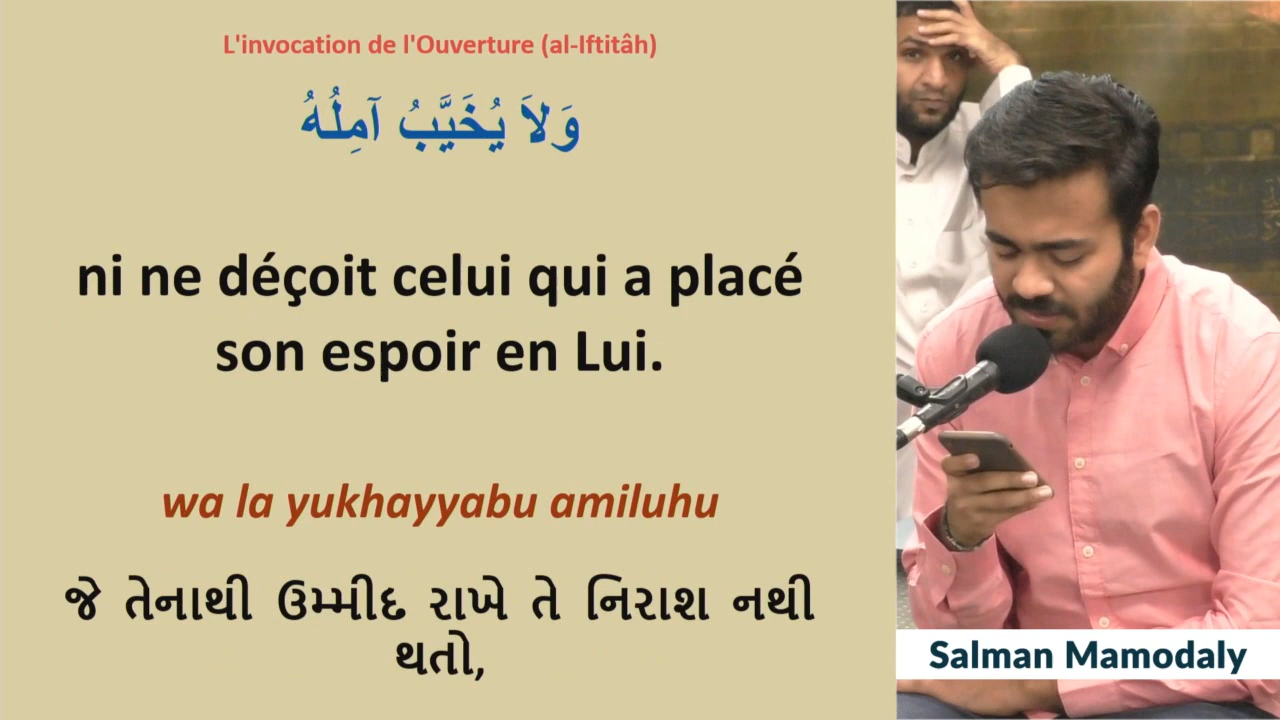 L'invocation de l'Ouverture (al-Iftitâh)
وَلاَ يُخَيَّبُ آمِلُهُ
ni ne déçoit celui qui a placé
son espoir en Lui.
wa la yukhayyabu amiluhu
જે તેનાથી ઉમ્મીદ રાખે તે નિરાશ નથી
થતો,
Salman Mamodaly